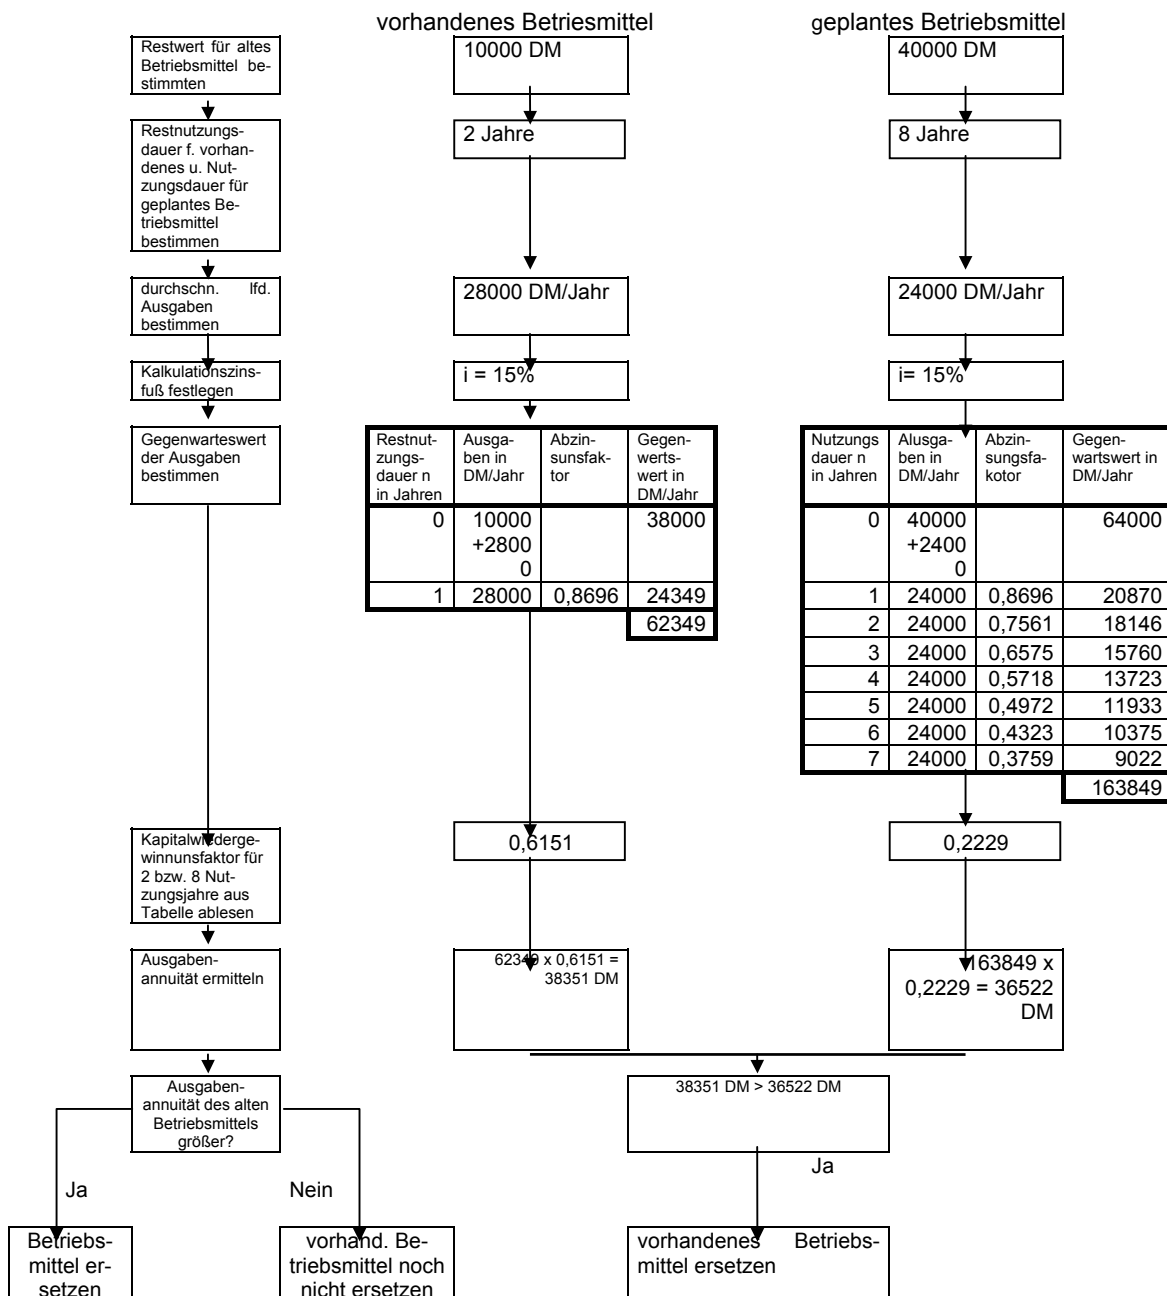 vorhandenes Betriesmittel
geplantes Betriebsmittel
Restwert für altes
Betriebsmittel be-
stimmten
10000 DM
40000 DM
Restnutzungs-
dauer f. vorhan-
denes u. Nut-
zungsdauer für
geplantes Be-
triebsmittel
bestimmen
2 Jahre
8 Jahre
durchschn. lfd.
Ausgaben
bestimmen
28000 DM/Jahr
24000 DM/Jahr
Kalkulationszins-
fuß festlegen
i = 15%
i= 15%
Gegenwarteswert
der Ausgaben
bestimmen
Restnut-
zungs-
dauer n
in Jahren
Ausga-
ben in
DM/Jahr
Abzin-
sunsfak-
tor
Gegen-
werts-
wert in
DM/Jahr
0 10000 38000
+2800
0
1 28000 0,8696 24349
62349
Nutzungs
dauer n
in Jahren
Alusga-
ben in
DM/Jahr
Abzin-
sungsfa-
kotor
Gegen-
wartswert in
DM/Jahr
0 40000 64000
+2400
0
1 24000 0,8696 20870
2 24000 0,7561 18146
3 24000 0,6575 15760
4 24000 0,5718 13723
5 24000 0,4972 11933
6 24000 0,4323 10375
7 24000 0,3759 9022
163849
Kapitalwiederge-
winnunsfaktor für
2 bzw. 8 Nut-
zungsjahre aus
Tabelle ablesen
0,6151
0,2229
Ausgaben-
annuität ermitteln
62349 x 0,6151 =
38351 DM
163849 x
0,2229 = 36522
DM
Ausgaben-
annuität des alten
Betriebsmittels
größer?
38351 DM > 36522 DM
Ja
Nein
Ja
Betriebs-
mittel er-
setzen
vorhand. Be-
triebsmittel noch
nicht ersetzen
vorhandenes Betriebs-
mittel ersetzen